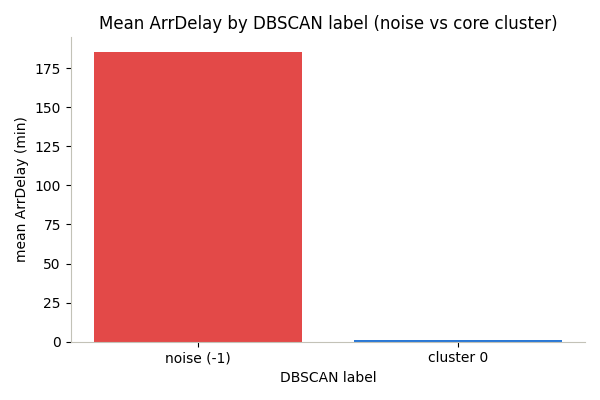 Mean ArrDelay by DBSCAN label (noise vs core cluster)
mean ArrDelay (min)
175
150
125
100
75
50
25
0
noise (-1)
cluster 0
DBSCAN label